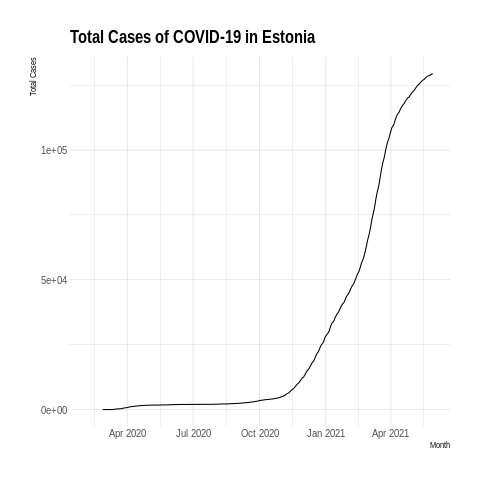 Total Cases of COVID-19 in Estonia
Total Cases
1e+05
5e+04
0e+00
Apr 2020 Jul 2020 Oct 2020 Jan 2021 Apr 2021
Month